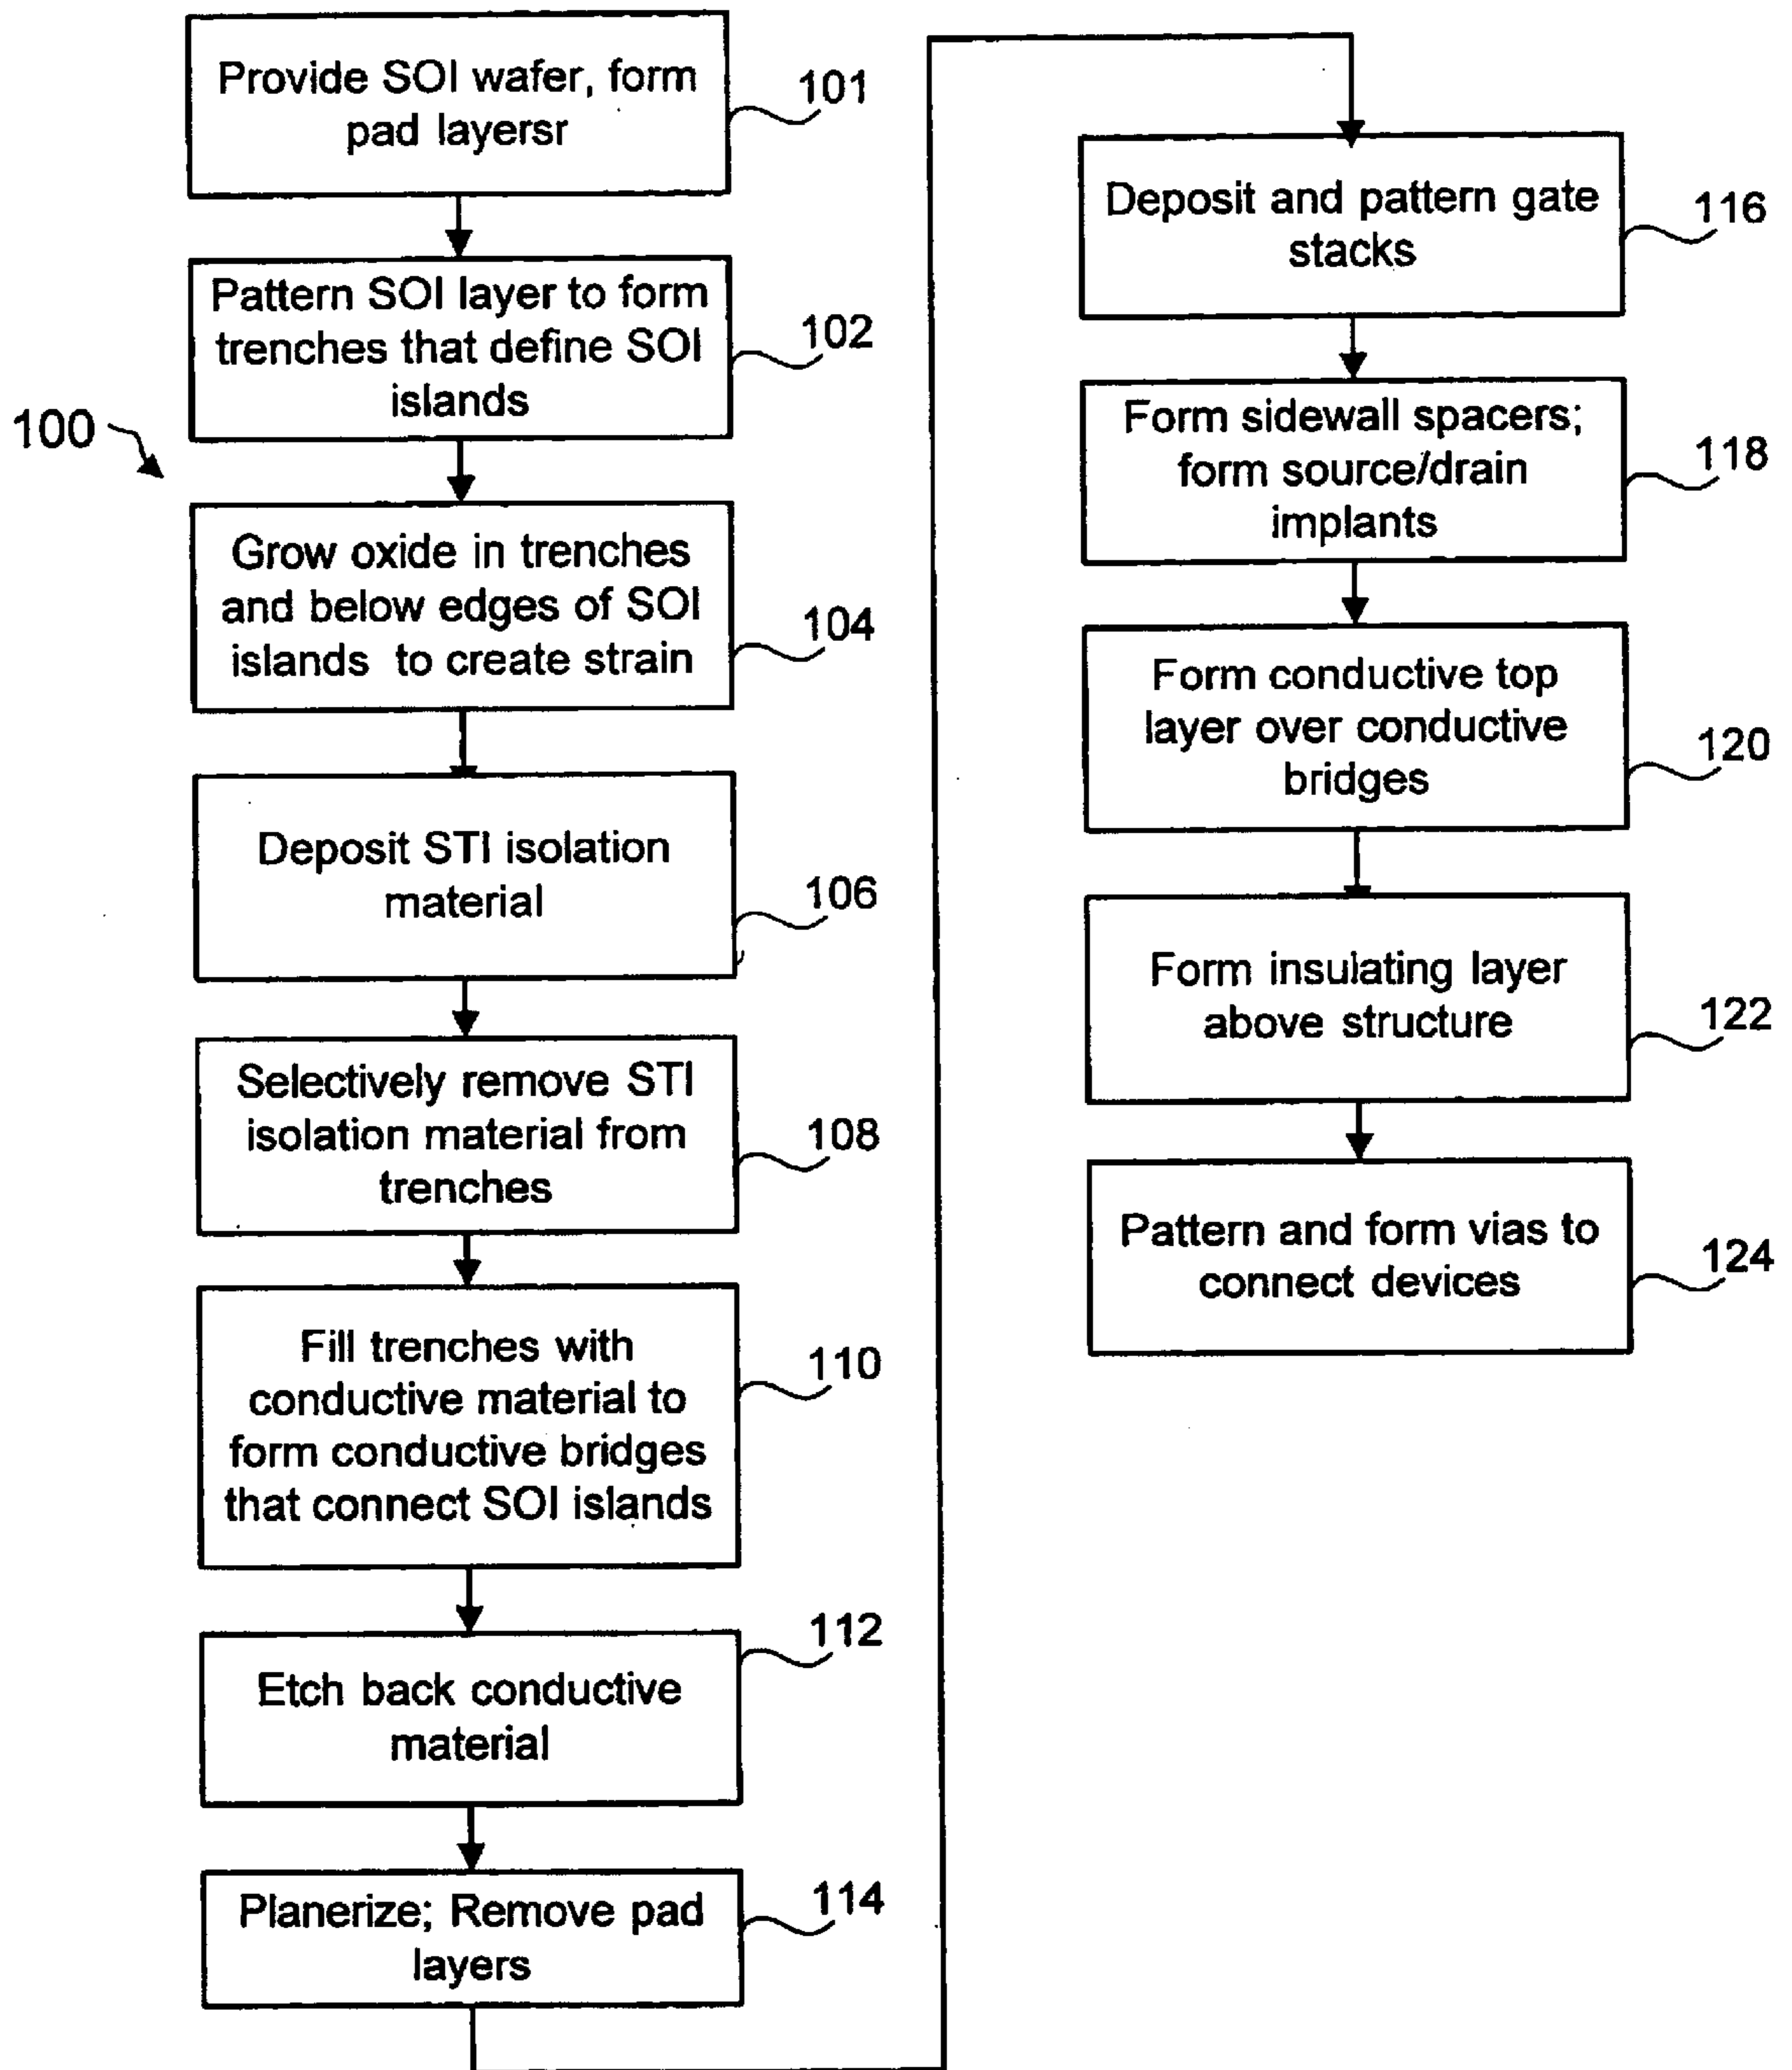 Provide SOI wafer, form
pad layersr
101
Pattern SOI layer to form
trenches that define SOI
islands
102
100
Grow oxide in trenches
and below edges of SOI
islands to create strain
104
Deposit STI isolation
material
106
Selectively remove STI
isolation material from
trenches
108
Fill trenches with
conductive material to
form conductive bridges
that connect SOI islands
110
Etch back conductive
material
112
Planerize; Remove pad
layers
114
Deposit and pattern gate
stacks
116
Form sidewall spacers;
form source/drain
implants
118
Form conductive top
layer over conductive
bridges
120
Form insulating layer
above structure
122
Pattern and form vias to
connect devices
124